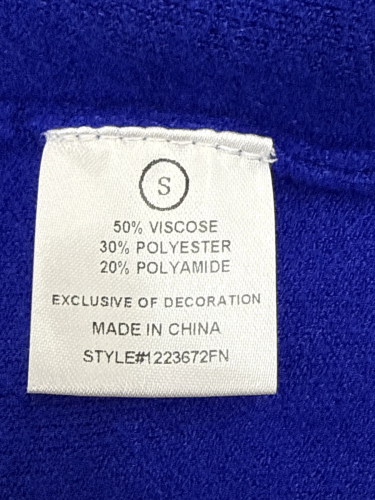 S
50% VISCOSE
30% POLYESTER
20% POLYAMIDE
EXCLUSIVE OF DECORATION
MADE IN CHINA
STYLE#1223672FN